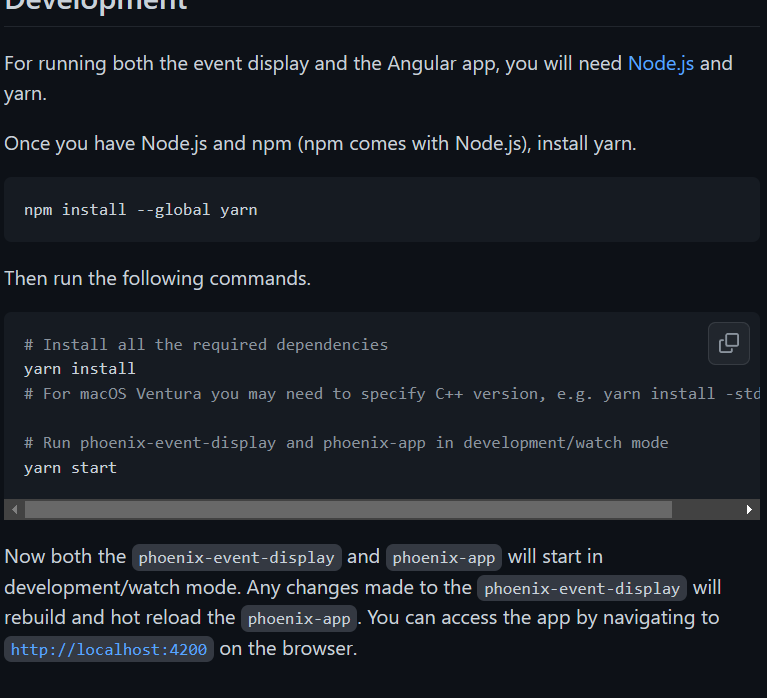 Development
For running both the event display and the Angular app, you will need Node.js and
yarn.
Once you have Node.js and npm (npm comes with Node.js), install yarn.
npm install --global yarn
Then run the following commands.
# Install all the required dependencies
yarn install
# For macOS Ventura you may need to specify C++ version, e.g. yarn install -std
# Run phoenix-event-display and phoenix-app in development/watch mode
yarn start
Now both the phoenix-event-display and phoenix-app will start in
development/watch mode. Any changes made to the phoenix-event-display will
rebuild and hot reload the phoenix-app. You can access the app by navigating to
http://localhost:4200 on the browser.